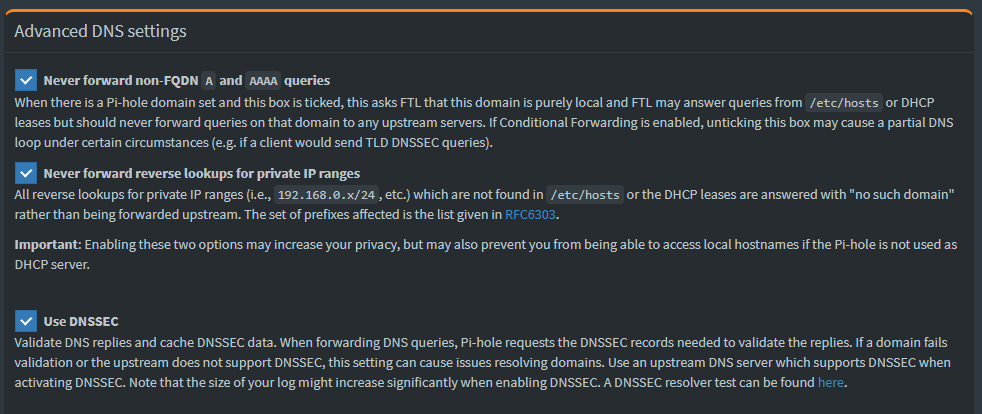 Advanced DNS settings
Never forward non-FQDN A and AAAA queries
When there is a Pi-hole domain set and this box is ticked, this asks FTL that this domain is purely local and FTL may answer queries from /etc/hosts or DHCP
leases but should never forward queries on that domain to any upstream servers. If Conditional Forwarding is enabled, unticking this box may cause a partial DNS
loop under certain circumstances (e.g. if a client would send TLD DNSSEC queries).
Never forward reverse lookups for private IP ranges
All reverse lookups for private IP ranges (i.e., 192.168.0.x/24, etc.) which are not found in /etc/hosts or the DHCP leases are answered with "no such domain"
rather than being forwarded upstream. The set of prefixes affected is the list given in RFC6303.
Important: Enabling these two options may increase your privacy, but may also prevent you from being able to access local hostnames if the Pi-hole is not used as
DHCP server.
Use DNSSEC
Validate DNS replies and cache DNSSEC data. When forwarding DNS queries, Pi-hole requests the DNSSEC records needed to validate the replies. If a domain fails
validation or the upstream does not support DNSSEC, this setting can cause issues resolving domains. Use an upstream DNS server which supports DNSSEC when
activating DNSSEC. Note that the size of your log might increase significantly when enabling DNSSEC. A DNSSEC resolver test can be found here.